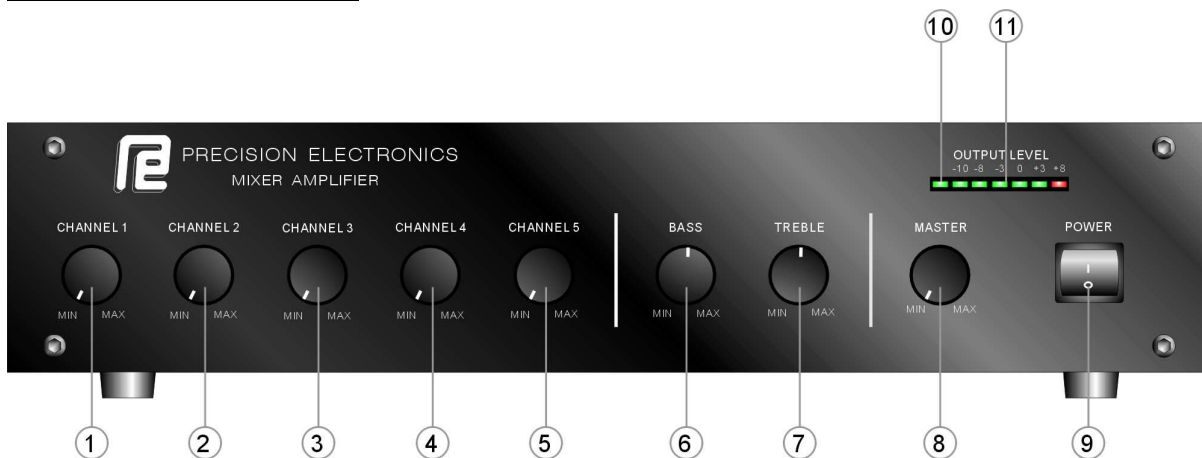 10 11
PRECISION ELECTRONICS
MIXER AMPLIFIER
OUTPUT LEVEL
-10 -8 -3 0 +3 +8
CHANNEL 1 CHANNEL 2 CHANNEL 3 CHANNEL 4 CHANNEL 5 BASS TREBLE MASTER POWER
MIN MAX MIN MAX MIN MAX MIN MAX MIN MAX MIN MAX MIN MAX MIN MAX
1 2 3 4 5 6 7 8 9